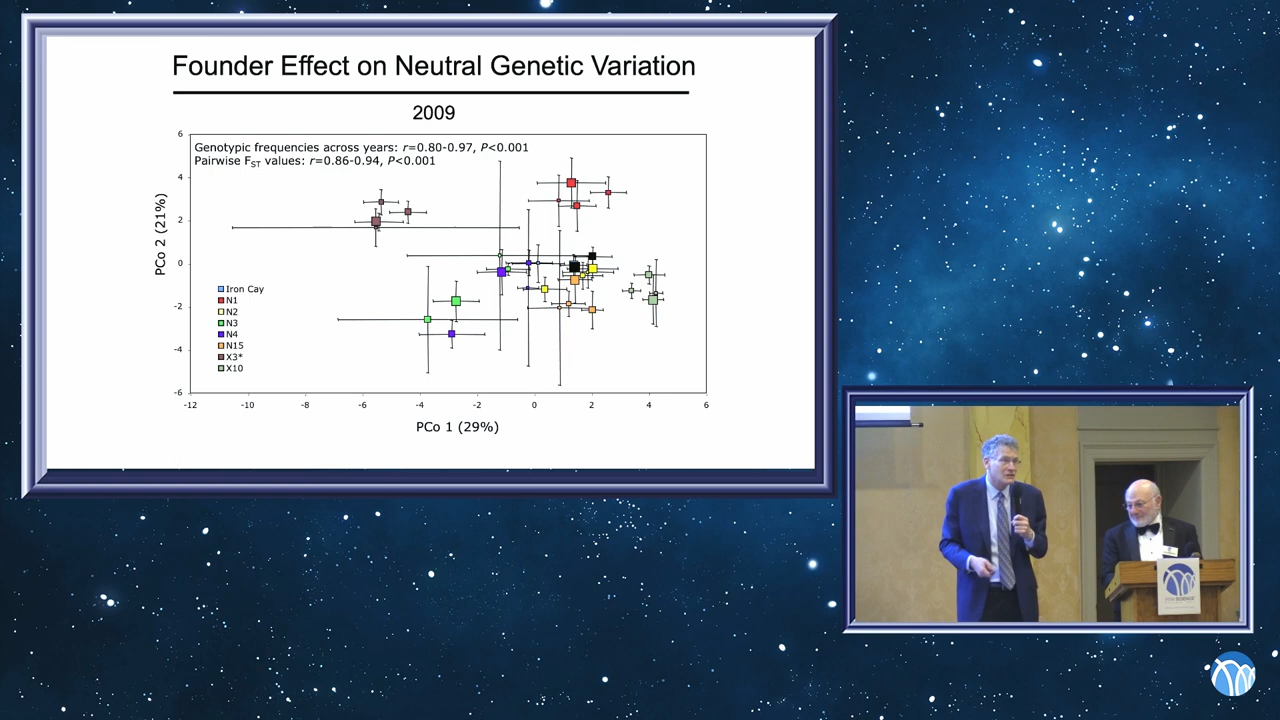 Founder Effect on Neutral Genetic Variation
2009
Genotypic frequencies across years: r=0.80-0.97, P<0.001
Pairwise FST values: r=0.86-0.94, P<0.001
PCo 2 (21%)
6
4
2
0
-2
-4
-6
Iron Cay
N1
N2
N3
N4
N15
X3*
X10
-12
-10
-8
-6
-4
-2
0
2
4
6
PCo 1 (29%)